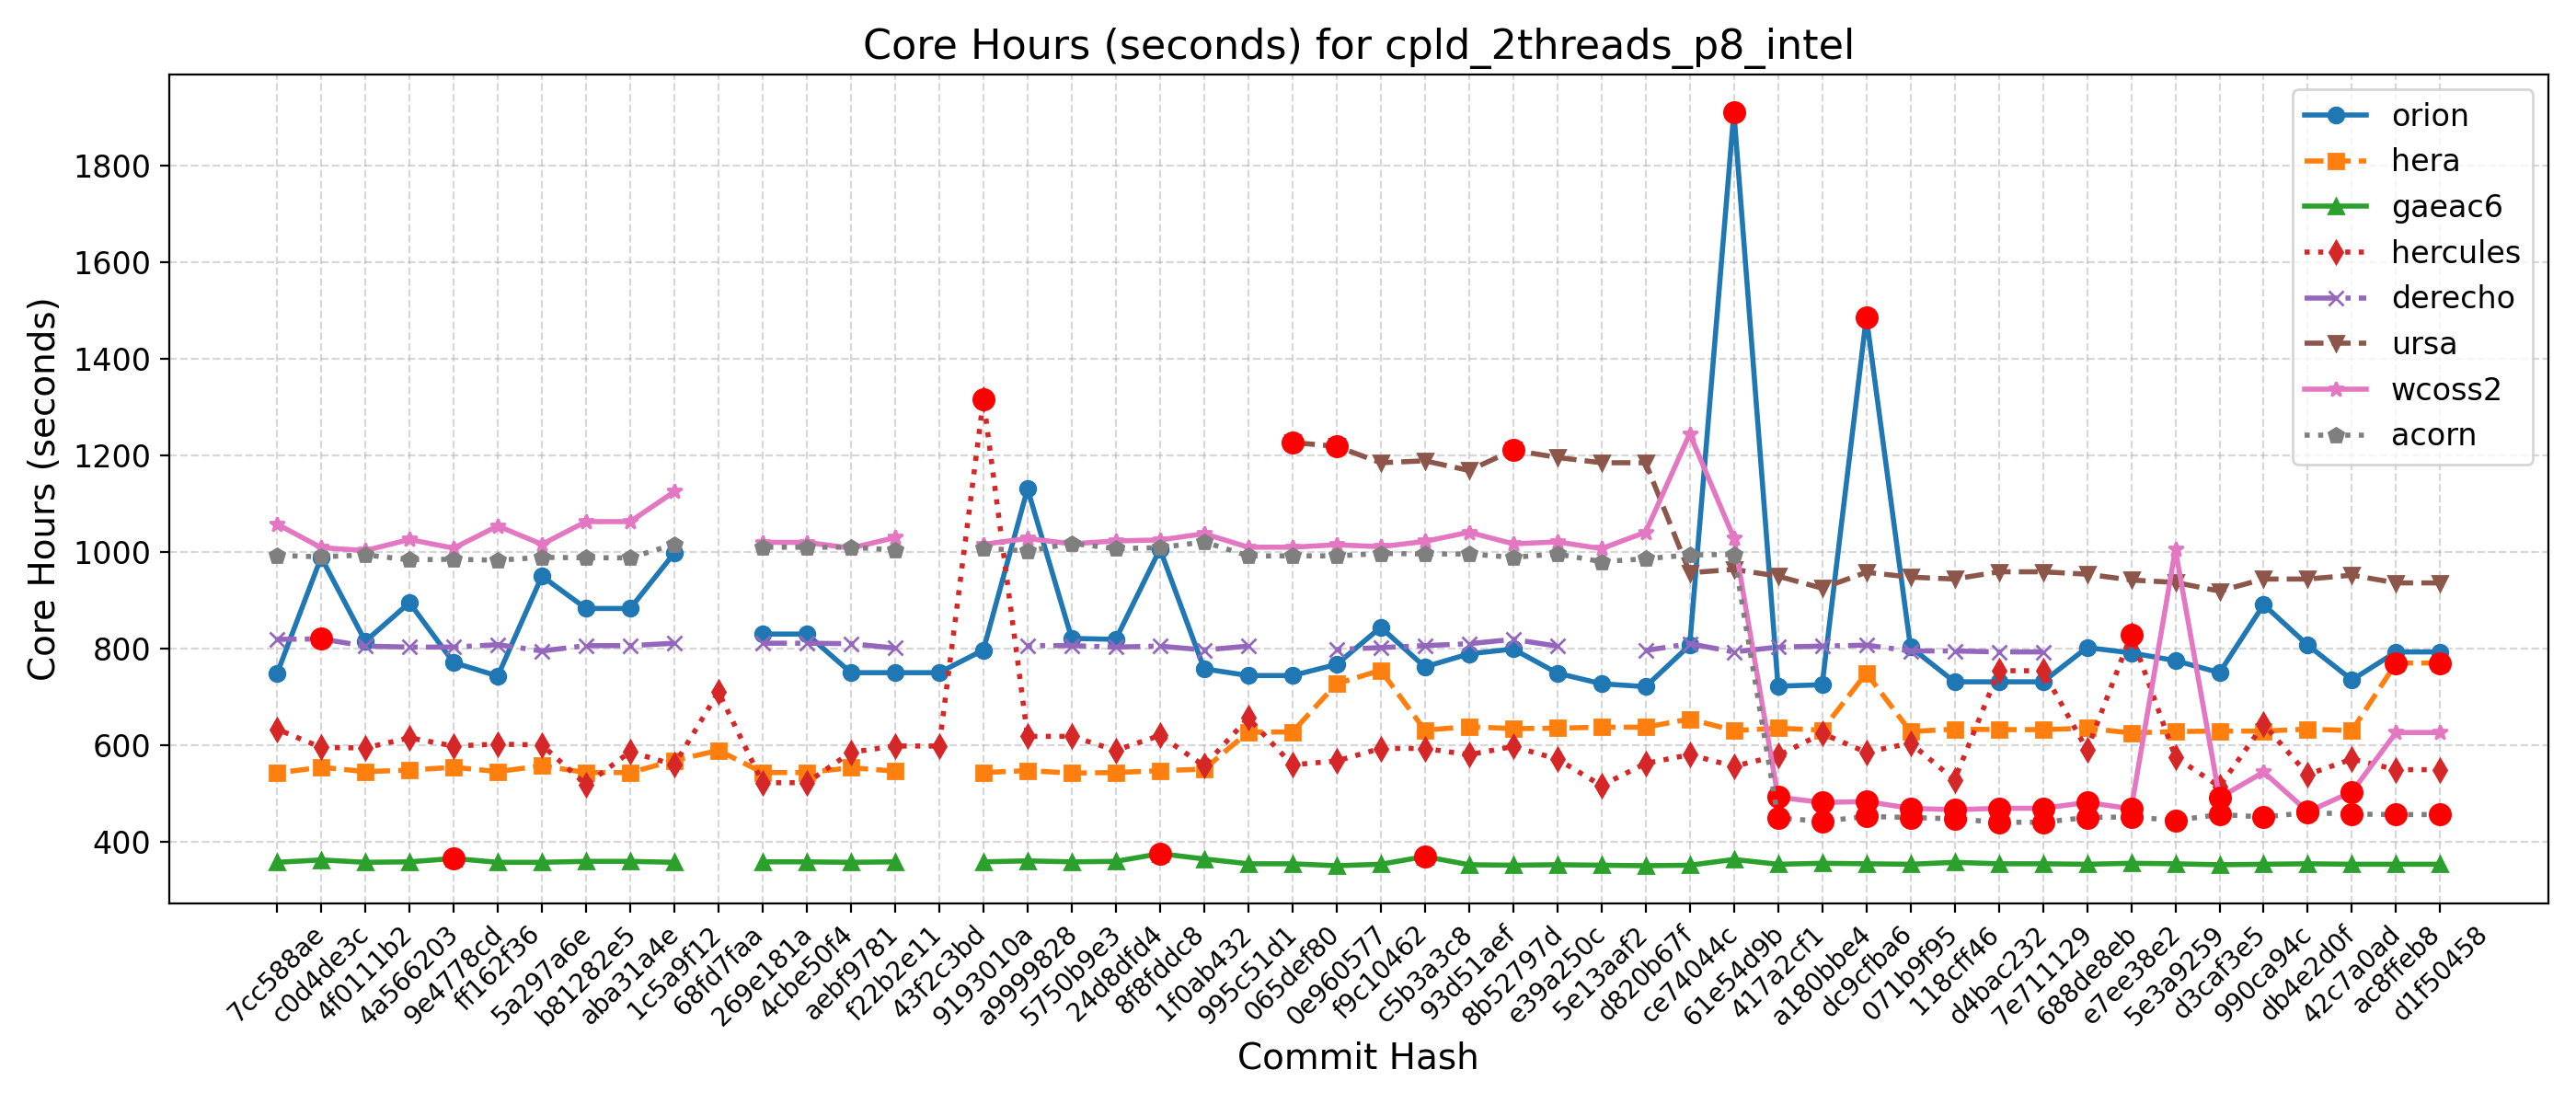 Core Hours (seconds) for cpld_2threads_p8_intel
Core Hours (seconds)
1800
1600
1400
1200
1000
800
600
400
orion
hera
gaeac6
hercules
derecho
ursa
wcoss2
acorn
7cc588ae
c0d4de3c
4f0111b2
4a566203
9e4778cd
ff162f36
5a297a6e
b81282e5
aba31a4e
1c5a9f12
68fd7faa
269e181a
4cbe50f4
aebf9781
f22b2e11
43f2c3bd
9193010a
a9999828
5750b9e3
24d8dfd4
8f8fddc8
1f0ab432
995c51d1
065def80
0e960577
f9c10462
c5b3a3c8
93d51aef
8b52797d
e39a250c
5e13aaf2
d820b67f
ce74044c
61e54d9b
417a2cf1
a180bbe4
dc9cfba6
071b9f95
118cff46
d4bac232
7e711129
688de8eb
e7ee38e2
5e3a9259
d3caf3e5
990ca94c
db4e2d0f
42c7a0ad
ac8ffeb8
d1f50458
Commit Hash